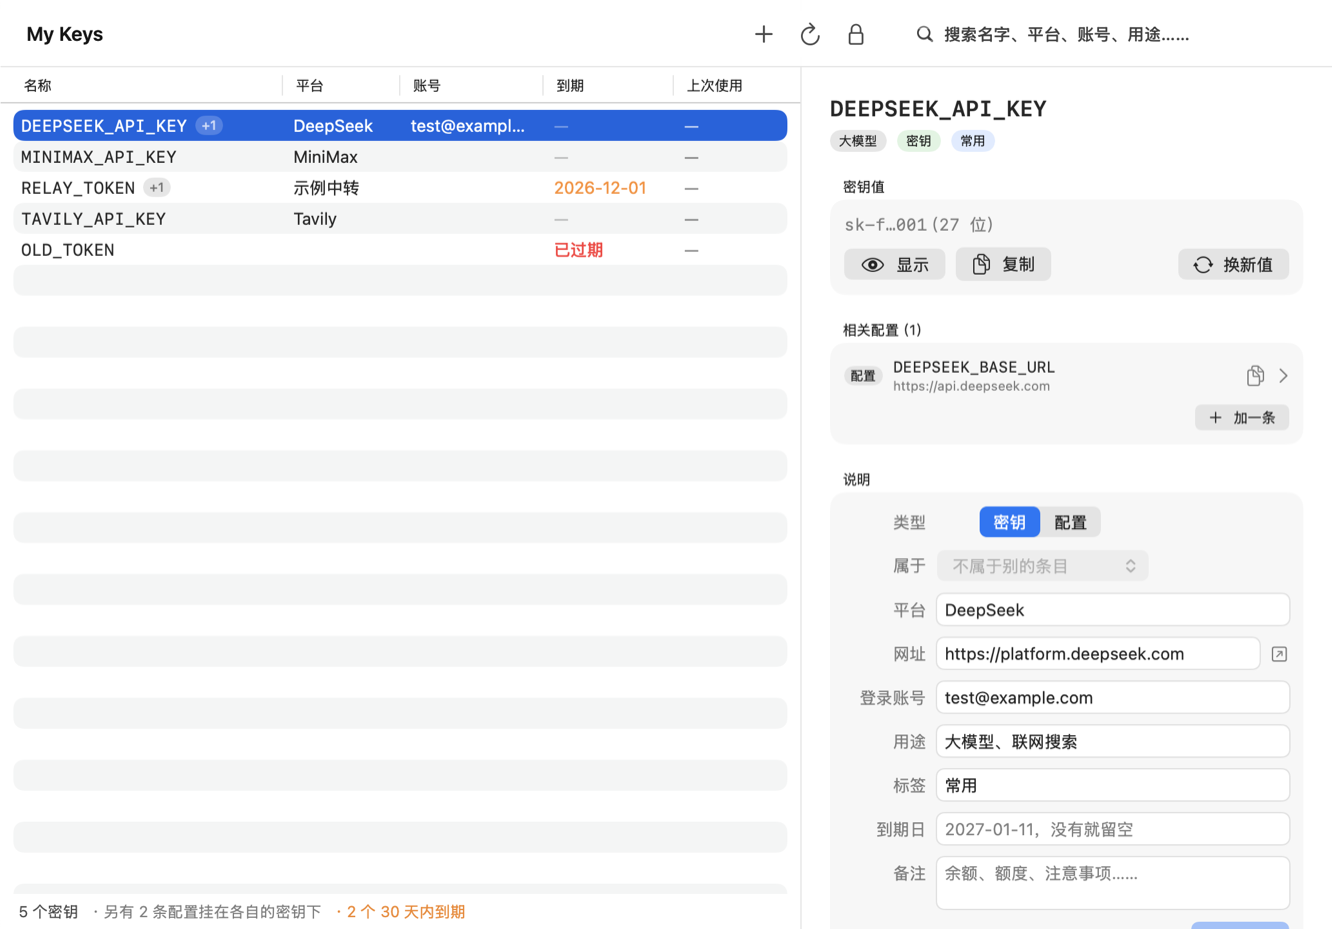 My Keys
搜索名字、平台、账号、用途……
名称 平台 账号 到期 上次使用
DEEPSEEK_API_KEY +1 DeepSeek test@exampl... — —
MINIMAX_API_KEY MiniMax — —
RELAY_TOKEN +1 示例中转 2026-12-01 —
TAVILY_API_KEY Tavily — —
OLD_TOKEN 已过期 —
5 个密钥 · 另有 2 条配置挂在各自的密钥下 · 2 个 30 天内到期
DEEPSEEK_API_KEY
大模型 密钥 常用
密钥值
sk-f…001(27 位)
显示 复制 换新值
相关配置 (1)
配置 DEEPSEEK_BASE_URL
https://api.deepseek.com
加一条
说明
类型 密钥 配置
属于 不属于别的条目
平台 DeepSeek
网址 https://platform.deepseek.com
登录账号 test@example.com
用途 大模型、联网搜索
标签 常用
到期日 2027-01-11，没有就留空
备注 余额、额度、注意事项……